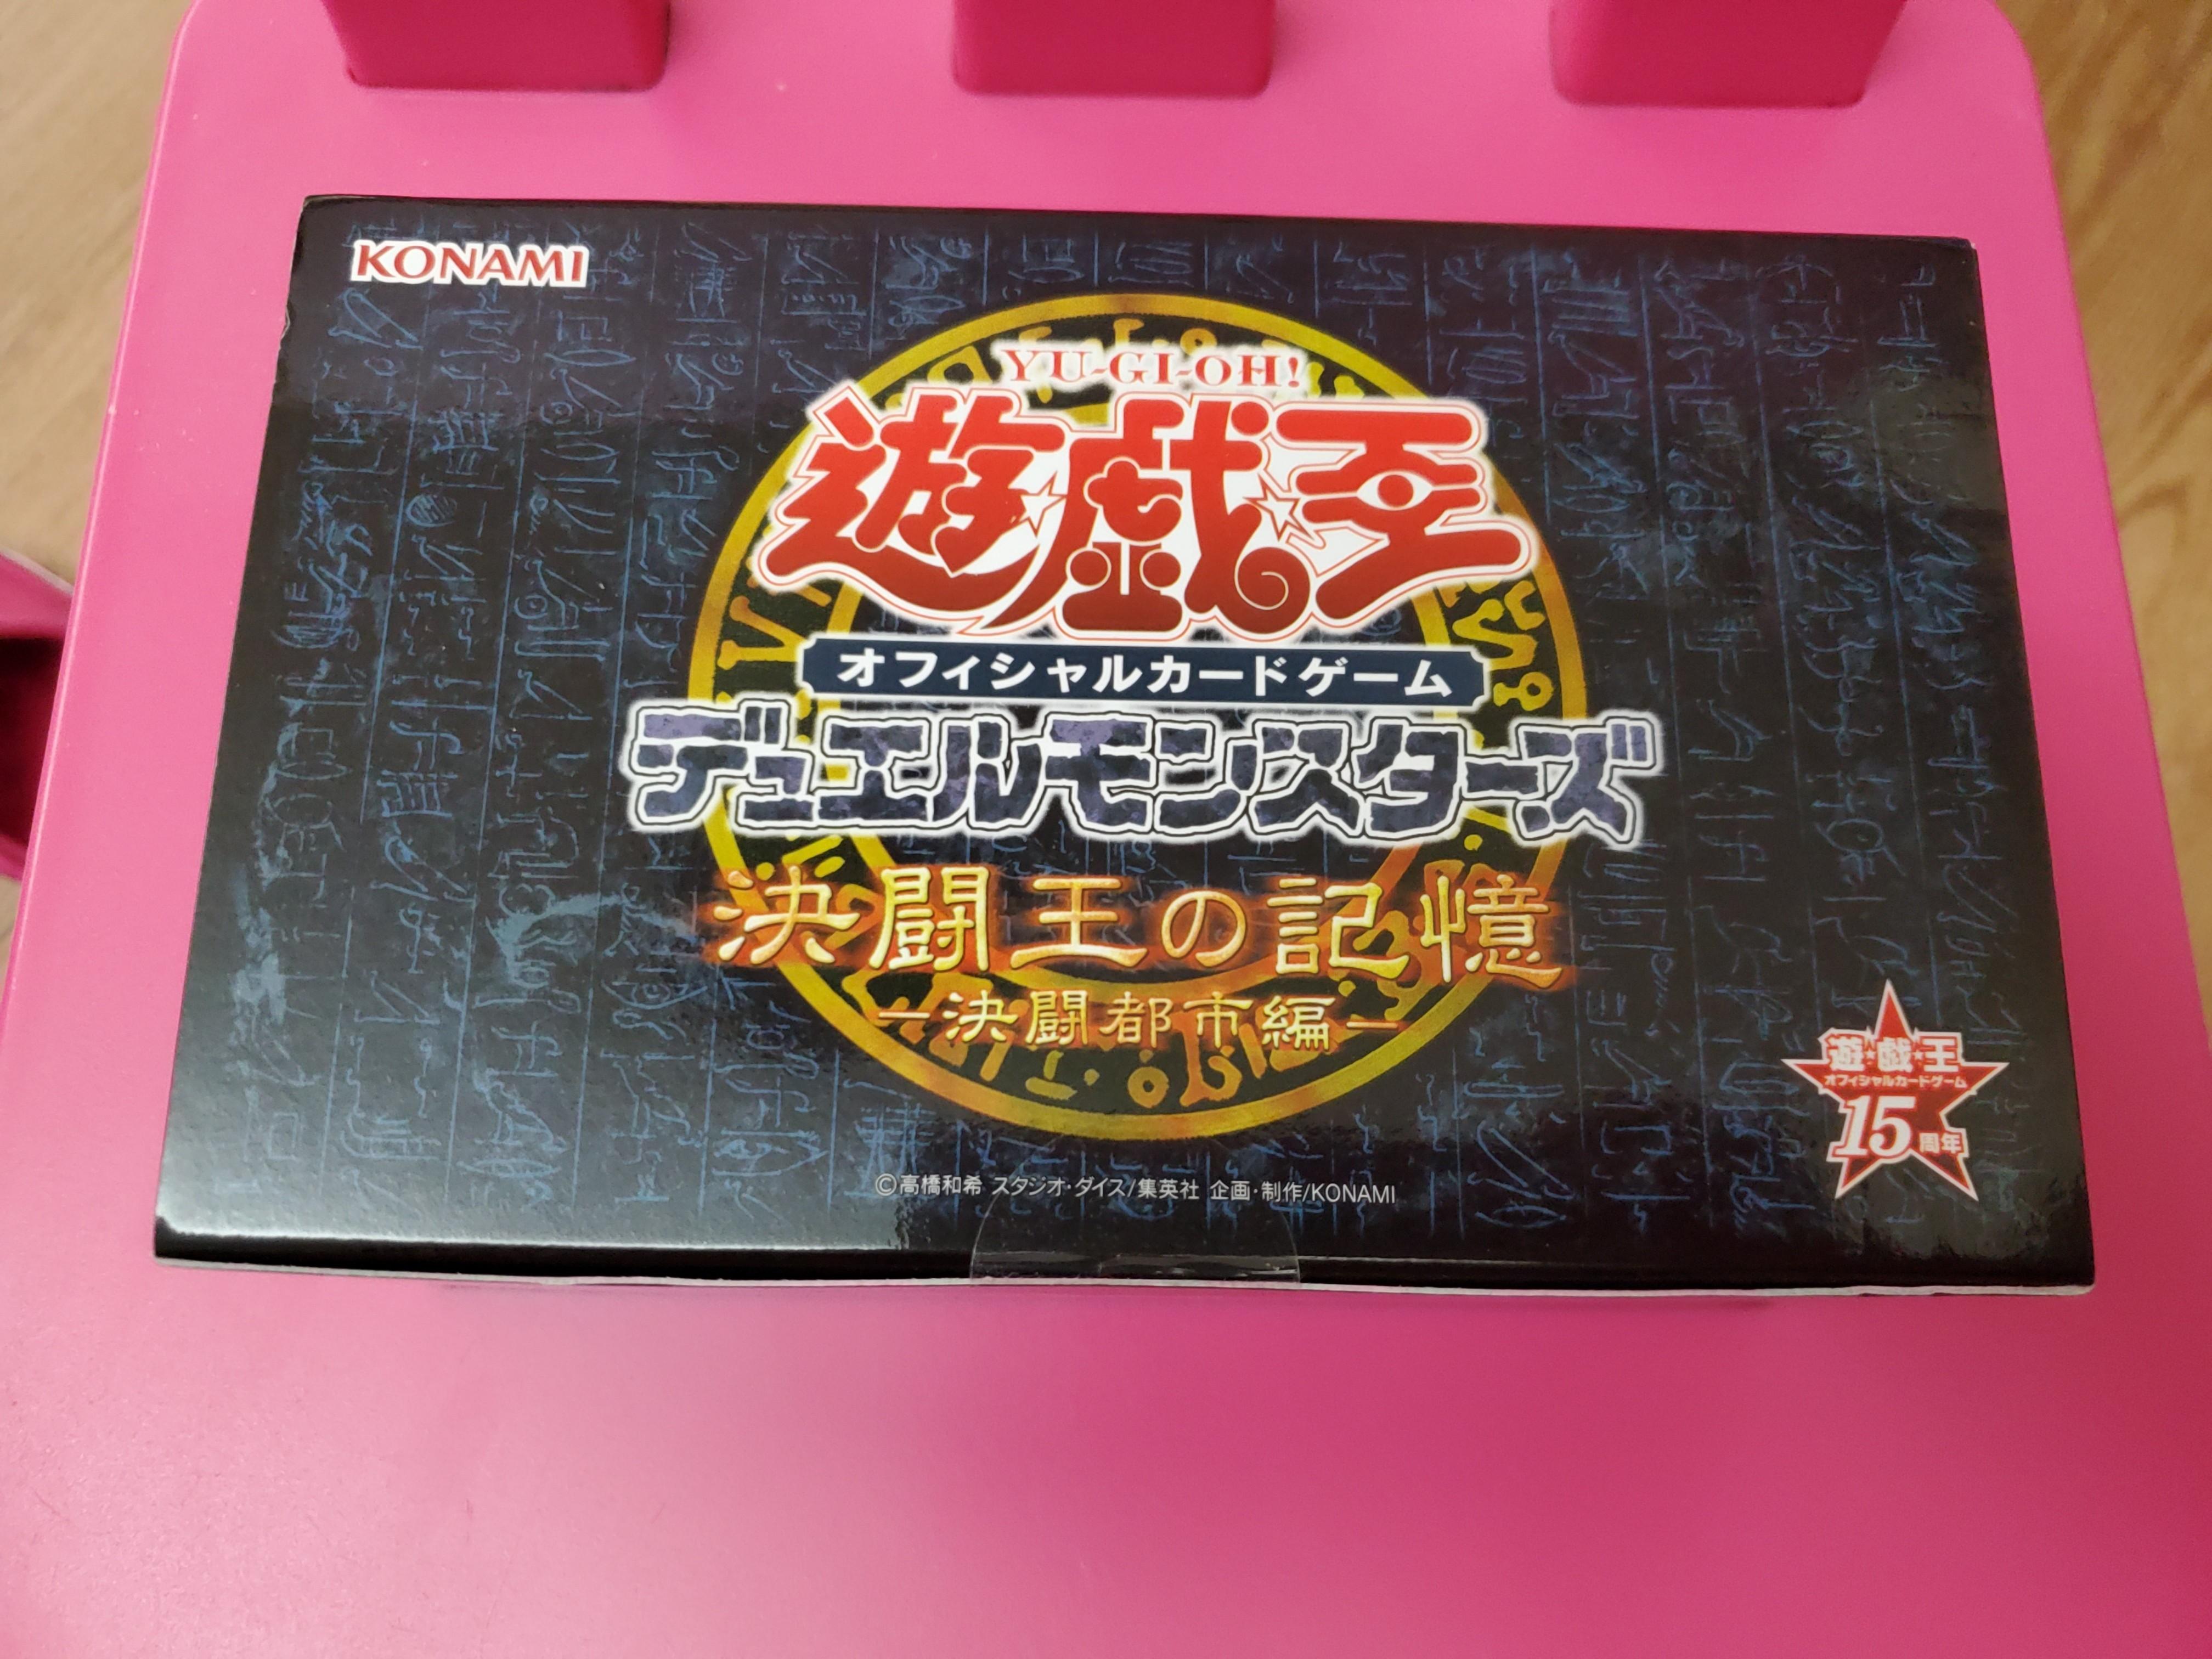 KONAMI
YU-GI-OH!
遊戯王
オフィシャルカードゲーム
デュエルモンスターズ
決闘王の記憶
－決闘都市編－
遊★戯★王
オフィシャルカードゲーム
15周年
©高橋和希 スタジオ・ダイス/集英社 企画・制作/KONAMI